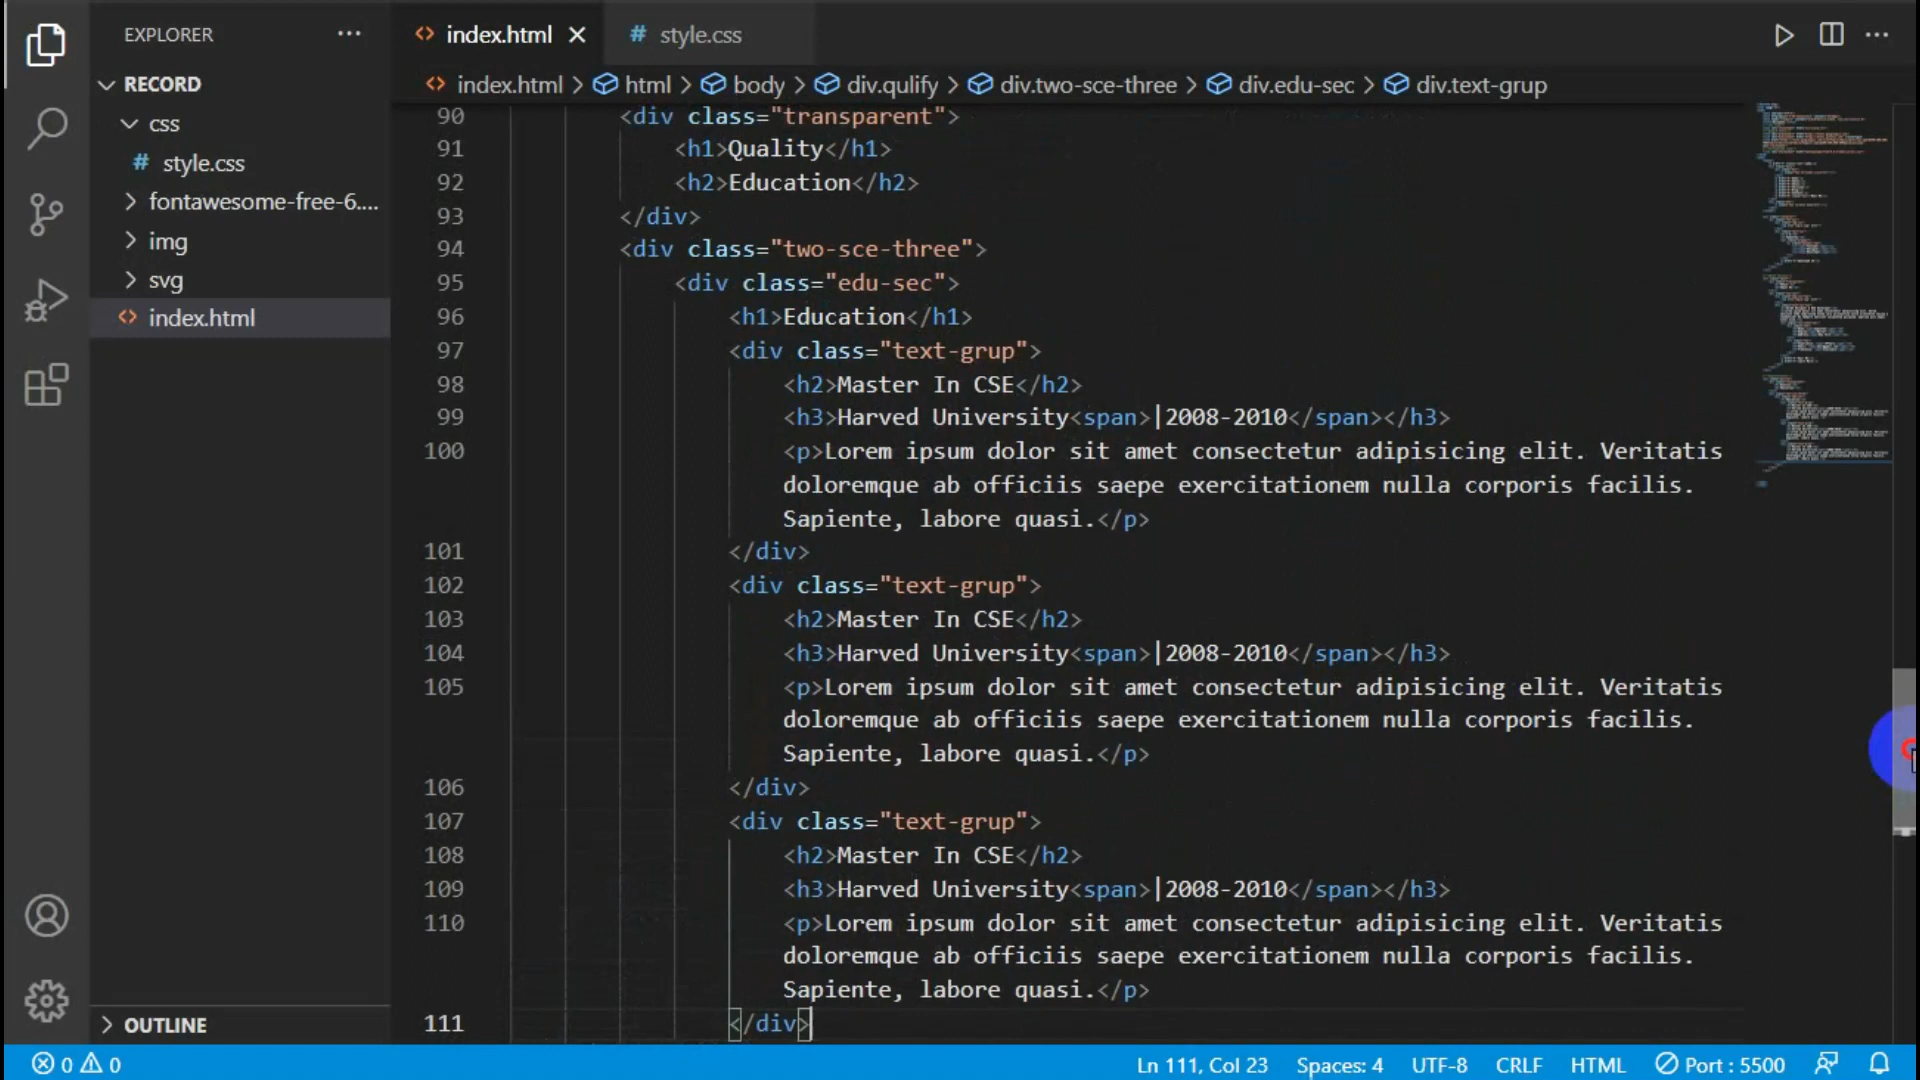 EXPLORER
RECORD
css
# style.css
fontawesome-free-6....
img
svg
<> index.html
OUTLINE
<> index.html
# style.css
<> index.html > html > body > div.qulify > div.two-sce-three > div.edu-sec > div.text-grup
90 <div class="transparent">
91 <h1>Quality</h1>
92 <h2>Education</h2>
93 </div>
94 <div class="two-sce-three">
95 <div class="edu-sec">
96 <h1>Education</h1>
97 <div class="text-grup">
98 <h2>Master In CSE</h2>
99 <h3>Harved University<span>|2008-2010</span></h3>
100 <p>Lorem ipsum dolor sit amet consectetur adipisicing elit. Veritatis
doloremque ab officiis saepe exercitationem nulla corporis facilis.
Sapiente, labore quasi.</p>
101 </div>
102 <div class="text-grup">
103 <h2>Master In CSE</h2>
104 <h3>Harved University<span>|2008-2010</span></h3>
105 <p>Lorem ipsum dolor sit amet consectetur adipisicing elit. Veritatis
doloremque ab officiis saepe exercitationem nulla corporis facilis.
Sapiente, labore quasi.</p>
106 </div>
107 <div class="text-grup">
108 <h2>Master In CSE</h2>
109 <h3>Harved University<span>|2008-2010</span></h3>
110 <p>Lorem ipsum dolor sit amet consectetur adipisicing elit. Veritatis
doloremque ab officiis saepe exercitationem nulla corporis facilis.
Sapiente, labore quasi.</p>
111 </div>
0 0 Ln 111, Col 23 Spaces: 4 UTF-8 CRLF HTML Port : 5500